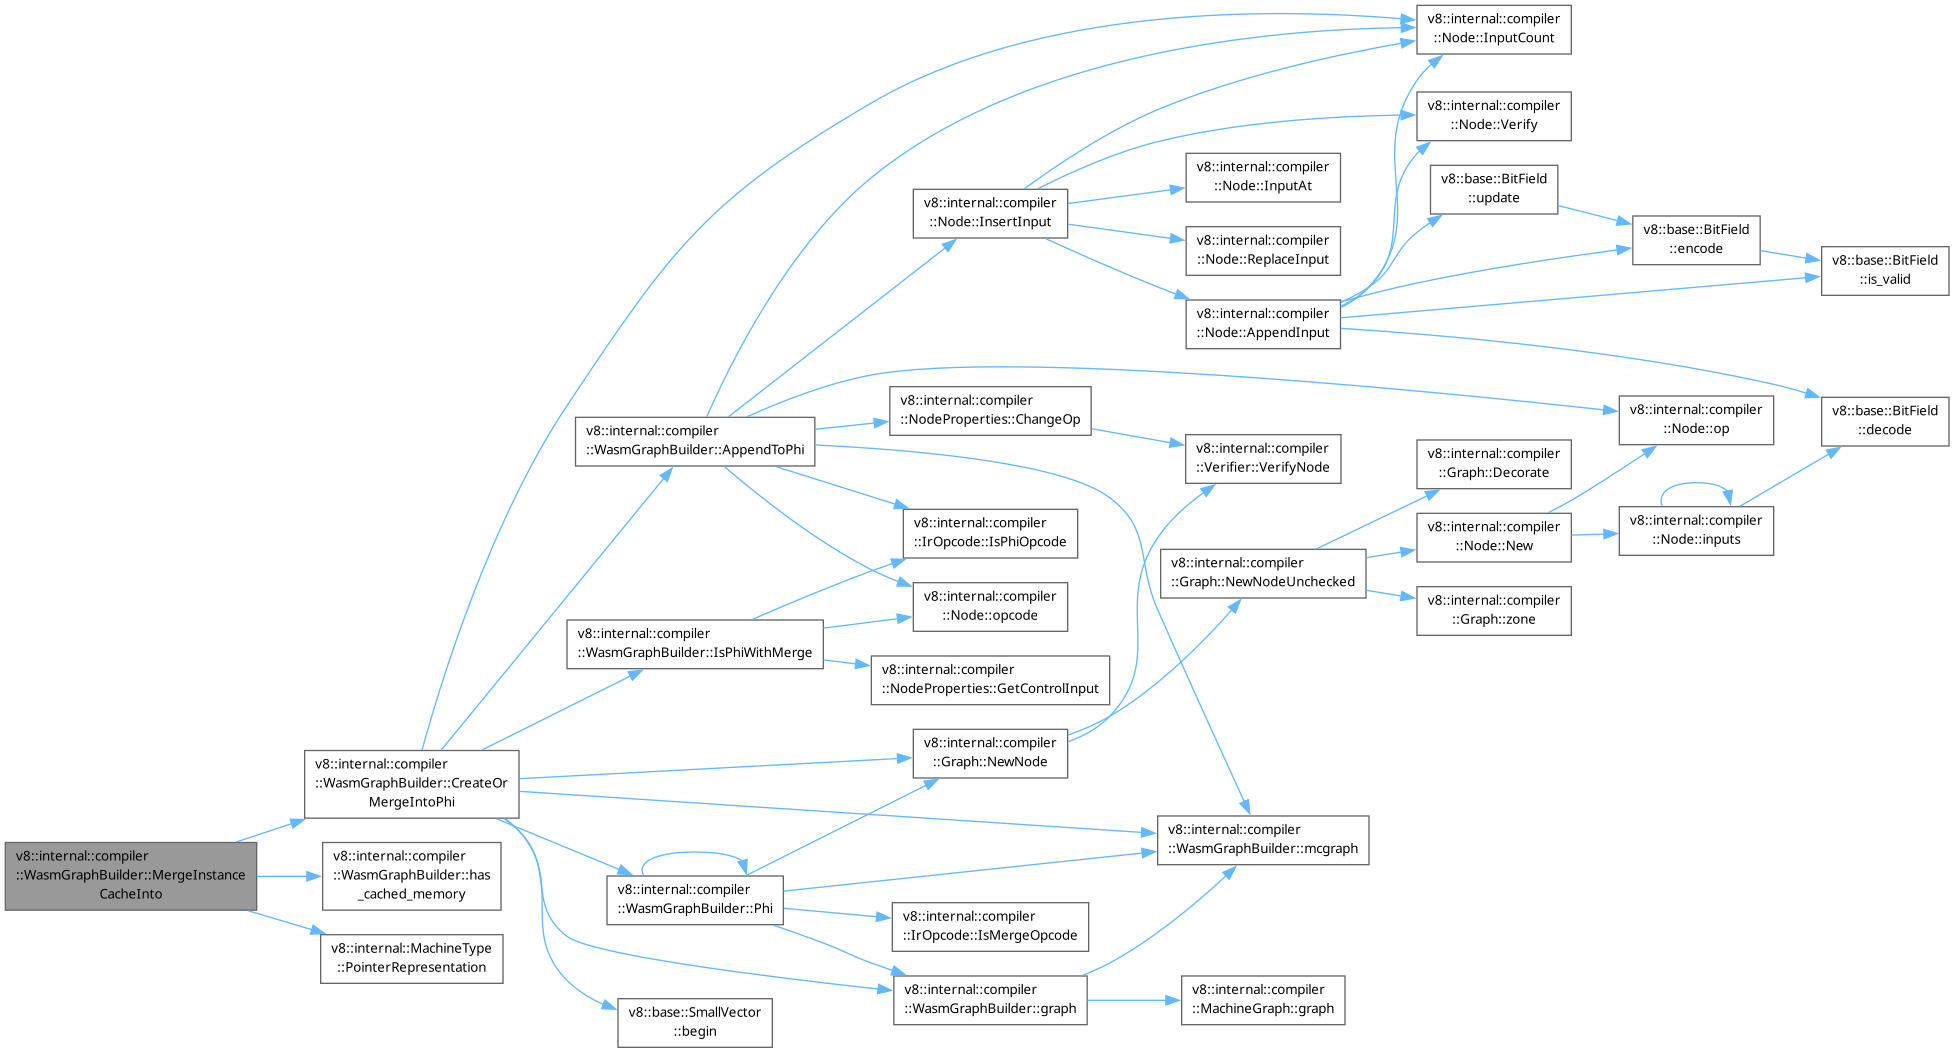 v8::internal::compiler
::Node::InputCount
v8::internal::compiler
::Node::Verify
v8::internal::compiler
::Node::InputAt
v8::base::BitField
::update
v8::internal::compiler
::Node::InsertInput
v8::base::BitField
::encode
v8::internal::compiler
::Node::ReplaceInput
v8::base::BitField
::is_valid
v8::internal::compiler
::Node::AppendInput
v8::internal::compiler
::NodeProperties::ChangeOp
v8::internal::compiler
::Node::op
v8::base::BitField
::decode
v8::internal::compiler
::WasmGraphBuilder::AppendToPhi
v8::internal::compiler
::Verifier::VerifyNode
v8::internal::compiler
::Graph::Decorate
v8::internal::compiler
::IrOpcode::IsPhiOpcode
v8::internal::compiler
::Node::New
v8::internal::compiler
::Node::inputs
v8::internal::compiler
::Graph::NewNodeUnchecked
v8::internal::compiler
::Node::opcode
v8::internal::compiler
::Graph::zone
v8::internal::compiler
::WasmGraphBuilder::IsPhiWithMerge
v8::internal::compiler
::NodeProperties::GetControlInput
v8::internal::compiler
::Graph::NewNode
v8::internal::compiler
::WasmGraphBuilder::CreateOr
MergeIntoPhi
v8::internal::compiler
::WasmGraphBuilder::mcgraph
v8::internal::compiler
::WasmGraphBuilder::MergeInstance
CacheInto
v8::internal::compiler
::WasmGraphBuilder::has
_cached_memory
v8::internal::compiler
::WasmGraphBuilder::Phi
v8::internal::compiler
::IrOpcode::IsMergeOpcode
v8::internal::MachineType
::PointerRepresentation
v8::internal::compiler
::WasmGraphBuilder::graph
v8::internal::compiler
::MachineGraph::graph
v8::base::SmallVector
::begin